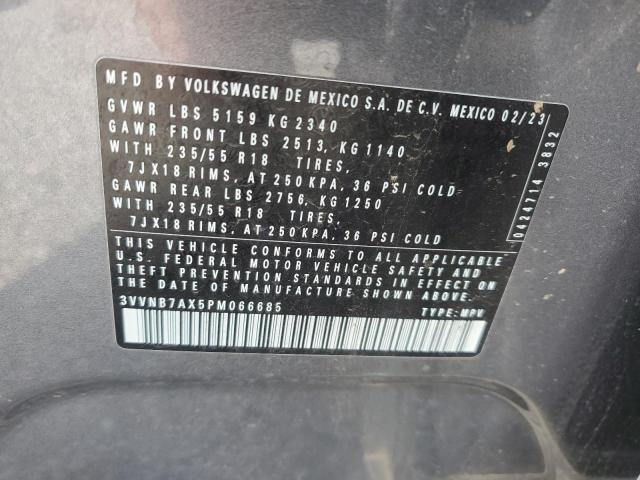 MFD BY VOLKSWAGEN DE MEXICO S.A. DE C.V. MEXICO 02/23
GVWR LBS 5159 KG 2340
GAWR FRONT LBS 2513, KG 1140
WITH 235/55 R18 TIRES,
7JX18 RIMS, AT 250 KPA, 36 PSI COLD
GAWR REAR LBS 2756, KG 1250
WITH 235/55 R18 TIRES,
7JX18 RIMS, AT 250 KPA, 36 PSI COLD
THIS VEHICLE CONFORMS TO ALL APPLICABLE
U.S. FEDERAL MOTOR VEHICLE SAFETY AND
THEFT PREVENTION STANDARDS IN EFFECT ON
DATE OF MANUFACTURE SHOWN ABOVE.
3VVNB7AX5PM066685 TYPE: MPV
0424714 3832